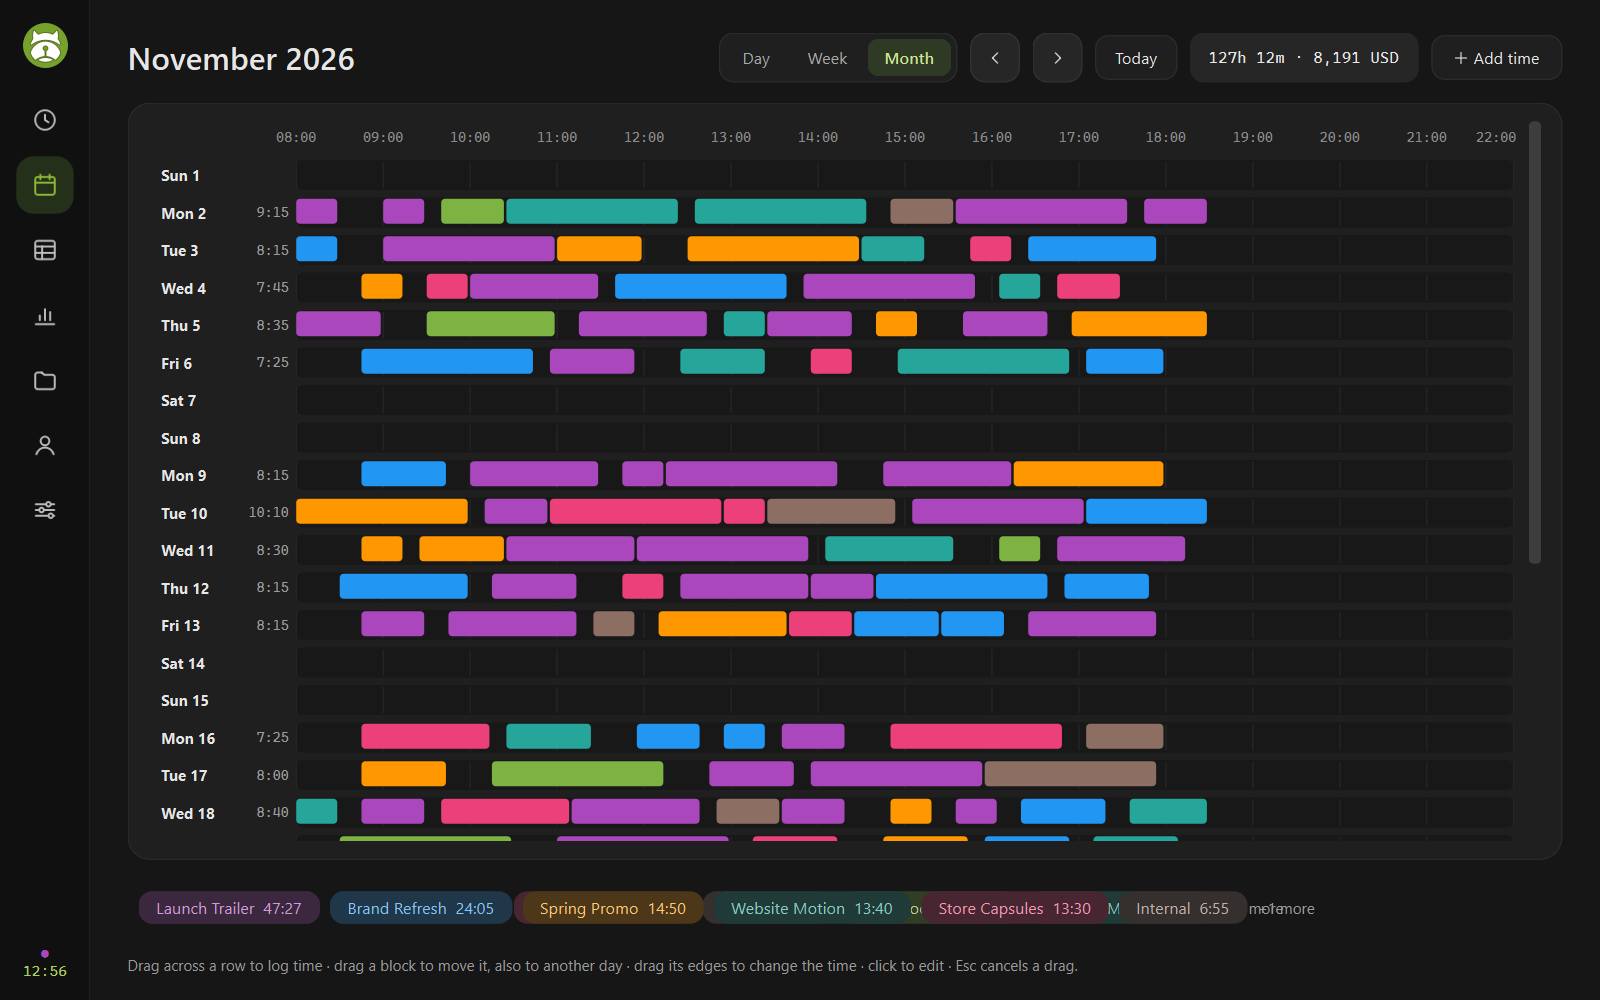 November 2026
Day Week Month Today 127h 12m · 8,191 USD + Add time
08:00 09:00 10:00 11:00 12:00 13:00 14:00 15:00 16:00 17:00 18:00 19:00 20:00 21:00 22:00
Sun 1
Mon 2 9:15
Tue 3 8:15
Wed 4 7:45
Thu 5 8:35
Fri 6 7:25
Sat 7
Sun 8
Mon 9 8:15
Tue 10 10:10
Wed 11 8:30
Thu 12 8:15
Fri 13 8:15
Sat 14
Sun 15
Mon 16 7:25
Tue 17 8:00
Wed 18 8:40
Launch Trailer 47:27 Brand Refresh 24:05 Spring Promo 14:50 Website Motion 13:40 Store Capsules 13:30 Internal 6:55 more
12:56
Drag across a row to log time · drag a block to move it, also to another day · drag its edges to change the time · click to edit · Esc cancels a drag.